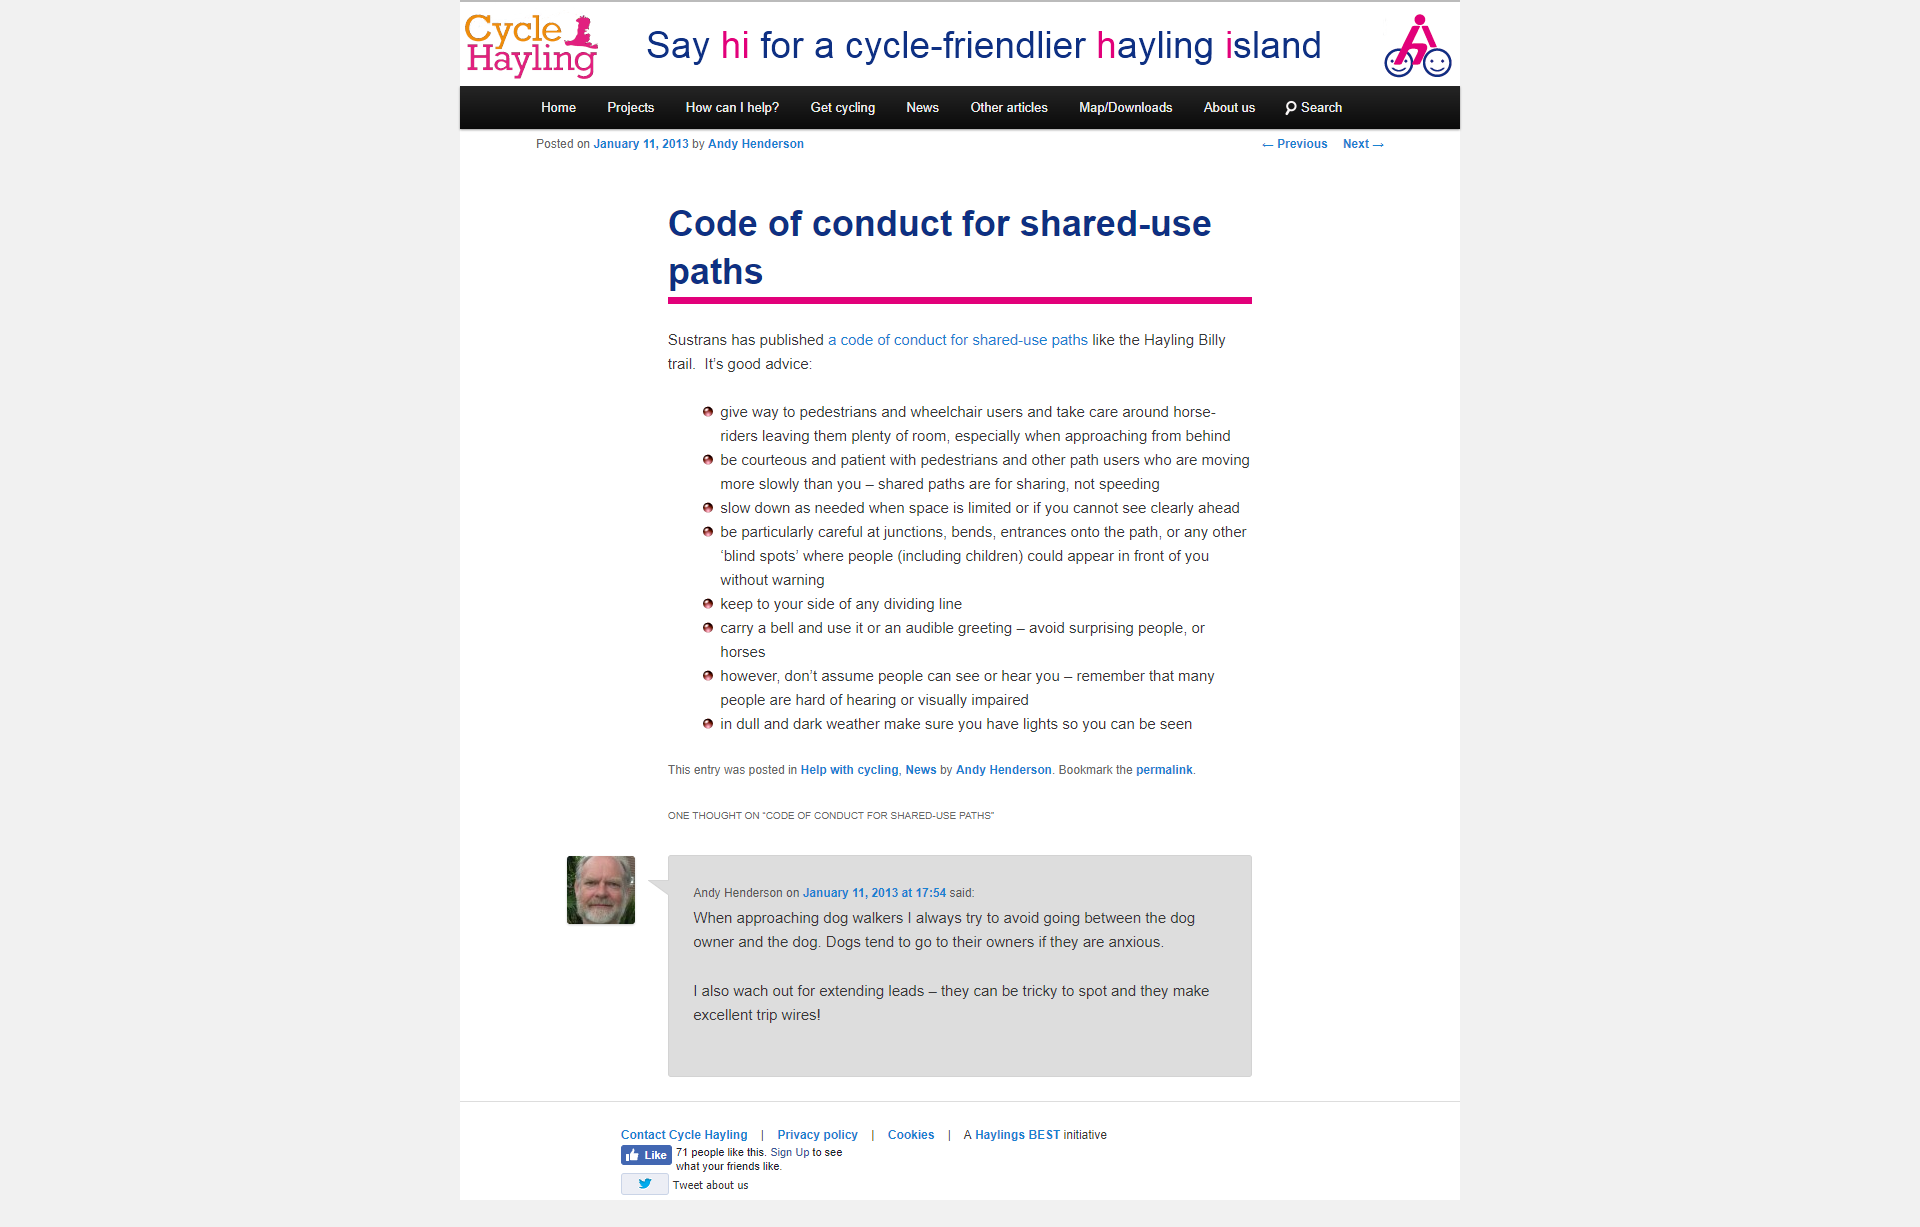 Cycle
Hayling
Say hi for a cycle-friendlier hayling island
Home Projects How can I help? Get cycling News Other articles Map/Downloads About us Search
Posted on January 11, 2013 by Andy Henderson ← Previous Next →
Code of conduct for shared-use
paths
Sustrans has published a code of conduct for shared-use paths like the Hayling Billy
trail.  It’s good advice:
give way to pedestrians and wheelchair users and take care around horse-
riders leaving them plenty of room, especially when approaching from behind
be courteous and patient with pedestrians and other path users who are moving
more slowly than you – shared paths are for sharing, not speeding
slow down as needed when space is limited or if you cannot see clearly ahead
be particularly careful at junctions, bends, entrances onto the path, or any other
‘blind spots’ where people (including children) could appear in front of you
without warning
keep to your side of any dividing line
carry a bell and use it or an audible greeting – avoid surprising people, or
horses
however, don’t assume people can see or hear you – remember that many
people are hard of hearing or visually impaired
in dull and dark weather make sure you have lights so you can be seen
This entry was posted in Help with cycling, News by Andy Henderson. Bookmark the permalink.
ONE THOUGHT ON “CODE OF CONDUCT FOR SHARED-USE PATHS”
Andy Henderson on January 11, 2013 at 17:54 said:
When approaching dog walkers I always try to avoid going between the dog
owner and the dog. Dogs tend to go to their owners if they are anxious.
I also wach out for extending leads – they can be tricky to spot and they make
excellent trip wires!
Contact Cycle Hayling | Privacy policy | Cookies | A Haylings BEST initiative
Like 71 people like this. Sign Up to see
what your friends like.
Tweet about us